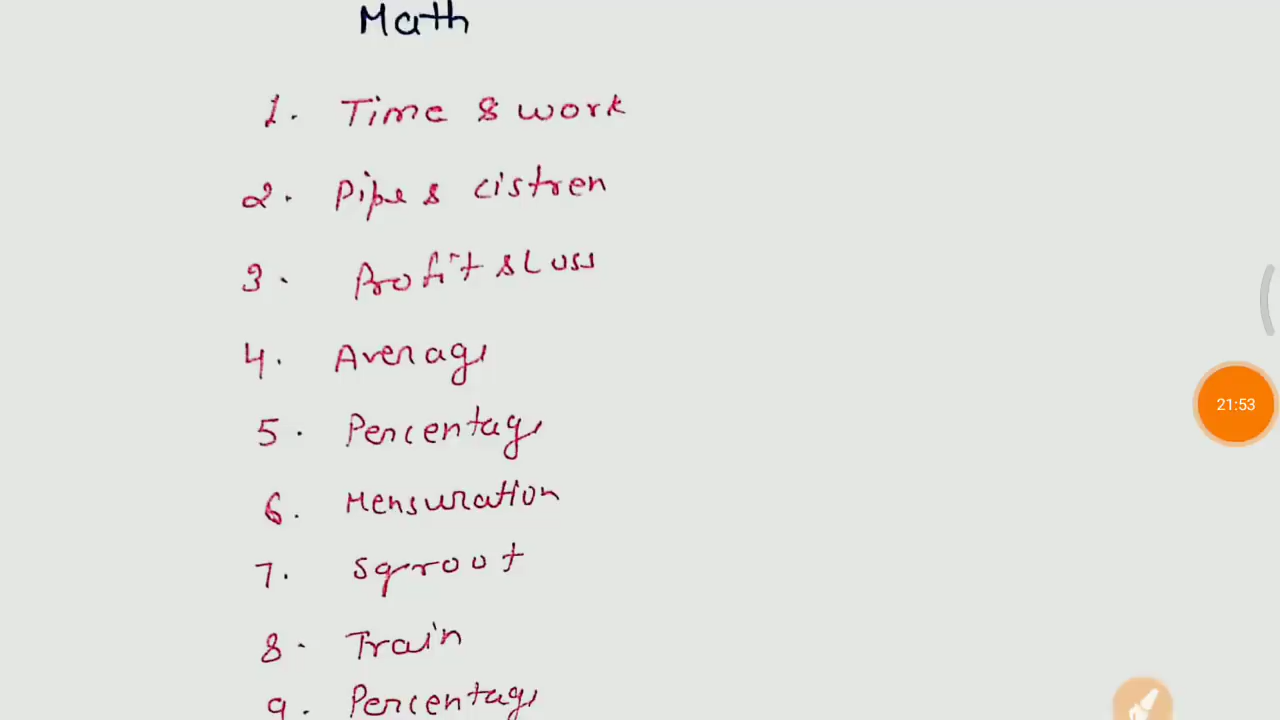 Math
1. Time & work
2. Pipe & cistren
3. Profit & Loss
4. Average
21:53
5. Percentage
6. Mensuration
7. Sqroot
8. Train
9. Percentage